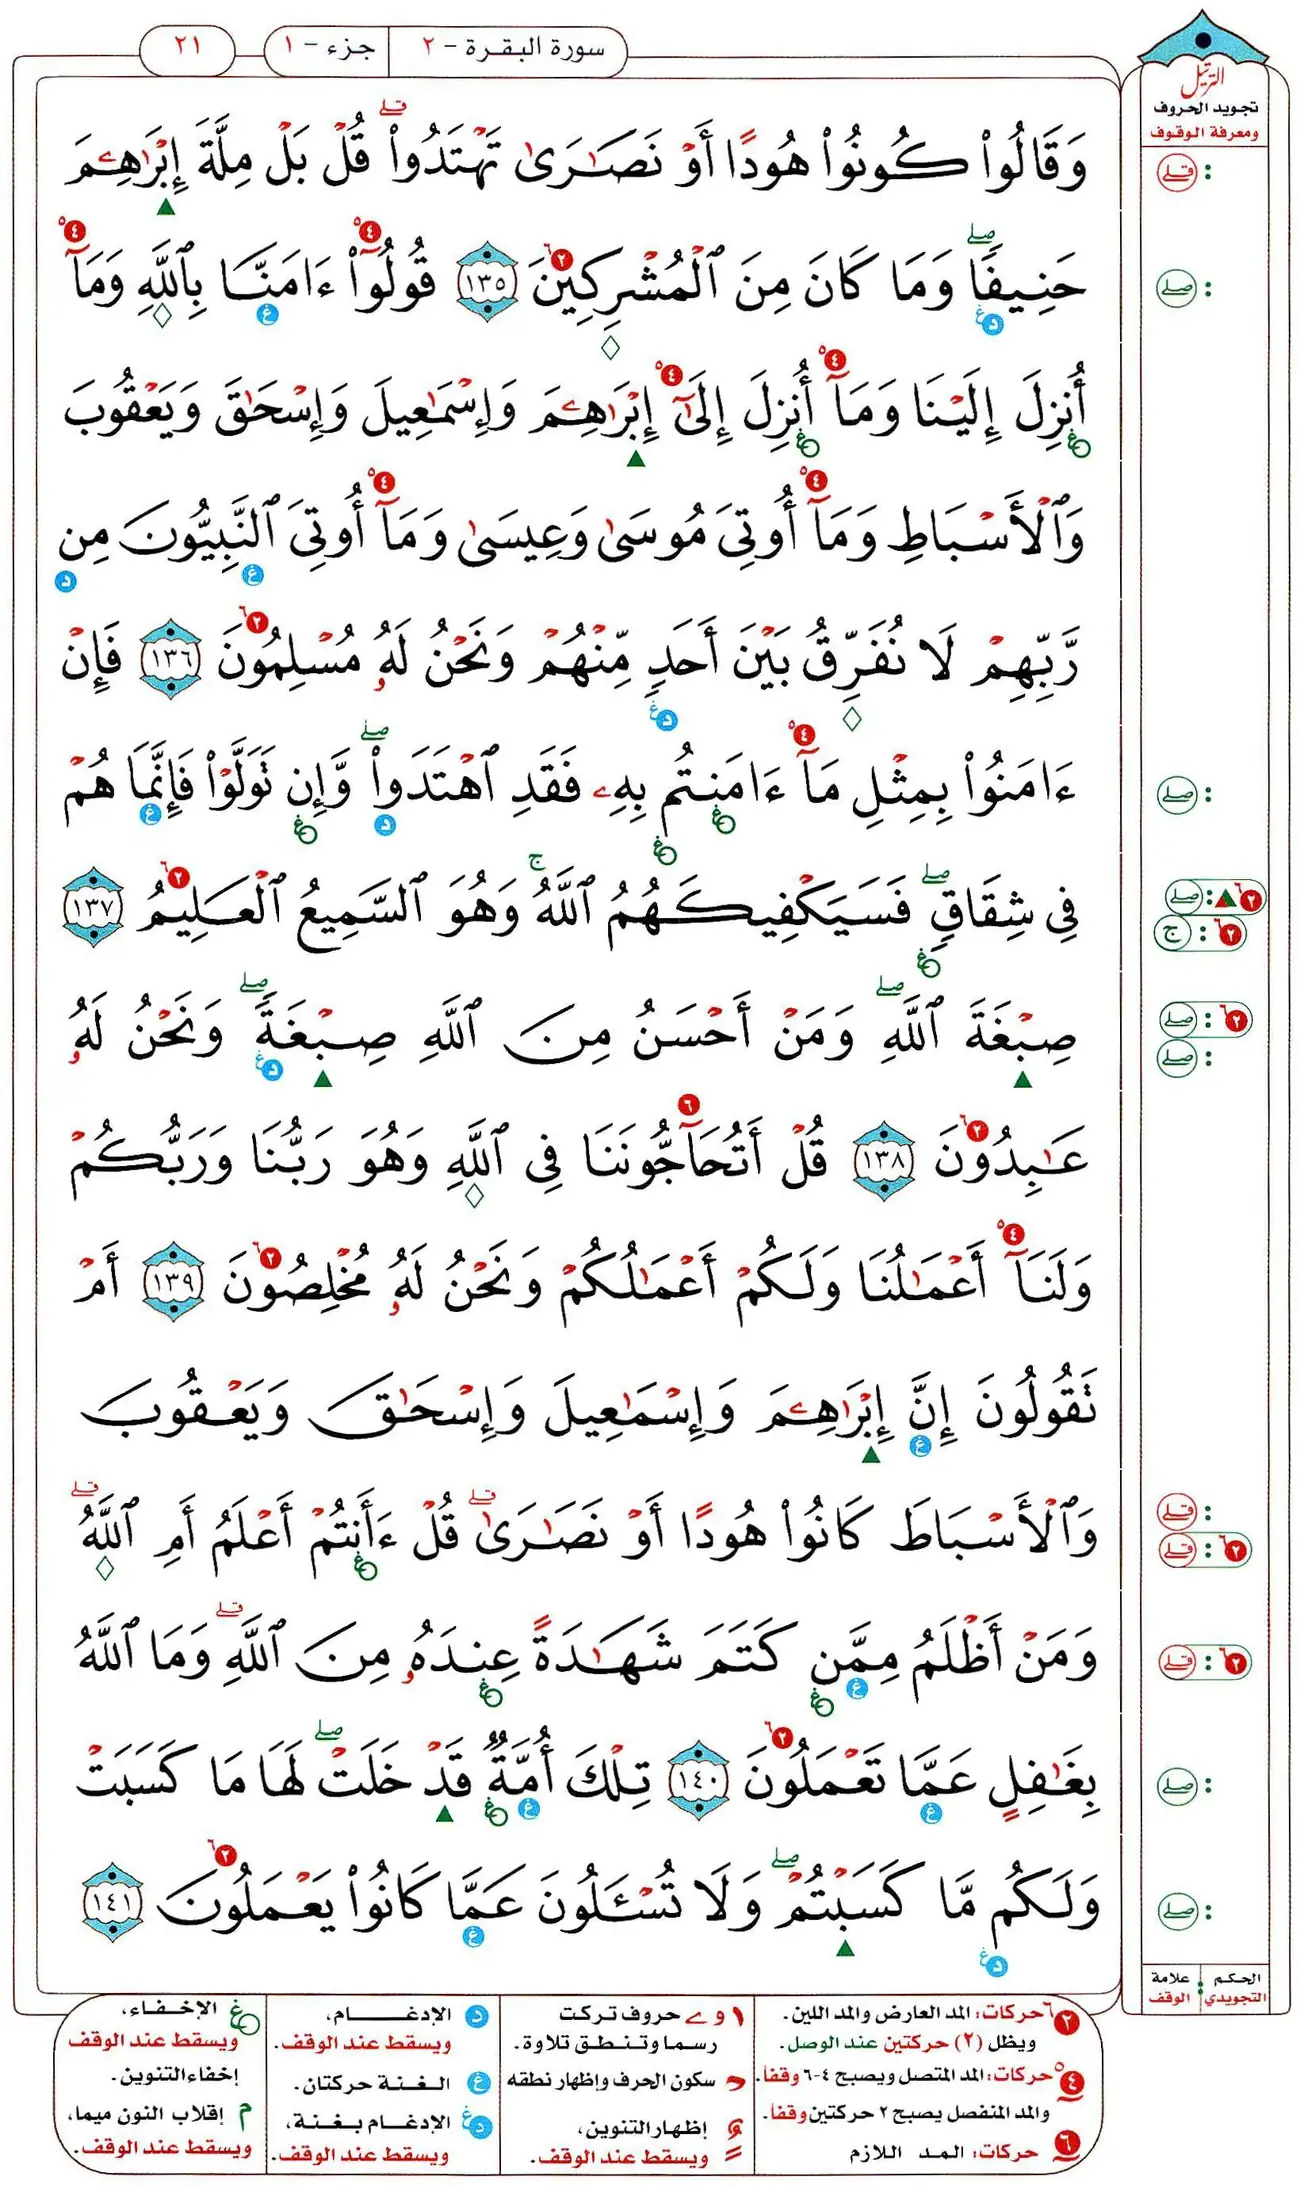 سورة البقرة - ٢
جزء - ١
٢١
الترتيل
تجويد الحروف
ومعرفة الوقوف
وَقَالُوا۟ كُونُوا۟ هُودًا أَوْ نَصَـٰرَىٰ تَهْتَدُوا۟ ۗ قُلْ بَلْ مِلَّةَ إِبْرَٰهِـۧمَ
حَنِيفًا ۖ وَمَا كَانَ مِنَ ٱلْمُشْرِكِينَ ١٣٥ قُولُوٓا۟ ءَامَنَّا بِٱللَّهِ وَمَآ
أُنزِلَ إِلَيْنَا وَمَآ أُنزِلَ إِلَىٰٓ إِبْرَٰهِـۧمَ وَإِسْمَـٰعِيلَ وَإِسْحَـٰقَ وَيَعْقُوبَ
وَٱلْأَسْبَاطِ وَمَآ أُوتِىَ مُوسَىٰ وَعِيسَىٰ وَمَآ أُوتِىَ ٱلنَّبِيُّونَ مِن
رَّبِّهِمْ لَا نُفَرِّقُ بَيْنَ أَحَدٍ مِّنْهُمْ وَنَحْنُ لَهُۥ مُسْلِمُونَ ١٣٦ فَإِنْ
ءَامَنُوا۟ بِمِثْلِ مَآ ءَامَنتُم بِهِۦ فَقَدِ ٱهْتَدَوا۟ ۖ وَّإِن تَوَلَّوْا۟ فَإِنَّمَا هُمْ
فِى شِقَاقٍ ۖ فَسَيَكْفِيكَهُمُ ٱللَّهُ ۚ وَهُوَ ٱلسَّمِيعُ ٱلْعَلِيمُ ١٣٧
صِبْغَةَ ٱللَّهِ ۖ وَمَنْ أَحْسَنُ مِنَ ٱللَّهِ صِبْغَةً ۖ وَنَحْنُ لَهُۥ
عَـٰبِدُونَ ١٣٨ قُلْ أَتُحَآجُّونَنَا فِى ٱللَّهِ وَهُوَ رَبُّنَا وَرَبُّكُمْ
وَلَنَآ أَعْمَـٰلُنَا وَلَكُمْ أَعْمَـٰلُكُمْ وَنَحْنُ لَهُۥ مُخْلِصُونَ ١٣٩ أَمْ
تَقُولُونَ إِنَّ إِبْرَٰهِـۧمَ وَإِسْمَـٰعِيلَ وَإِسْحَـٰقَ وَيَعْقُوبَ
وَٱلْأَسْبَاطَ كَانُوا۟ هُودًا أَوْ نَصَـٰرَىٰ ۗ قُلْ ءَأَنتُمْ أَعْلَمُ أَمِ ٱللَّهُ ۗ
وَمَنْ أَظْلَمُ مِمَّن كَتَمَ شَهَـٰدَةً عِندَهُۥ مِنَ ٱللَّهِ ۗ وَمَا ٱللَّهُ
بِغَـٰفِلٍ عَمَّا تَعْمَلُونَ ١٤٠ تِلْكَ أُمَّةٌ قَدْ خَلَتْ ۖ لَهَا مَا كَسَبَتْ
وَلَكُم مَّا كَسَبْتُمْ ۖ وَلَا تُسْـَٔلُونَ عَمَّا كَانُوا۟ يَعْمَلُونَ ١٤١
الحكم التجويدي : علامة الوقف
٢ ٦ حركات: المد العارض والمد اللين.
ويظل (٢) حركتين عند الوصل.
٤ ٥ حركات: المد المتصل ويصبح ٤-٦ وقفاً.
والمد المنفصل يصبح ٢ حركتين وقفاً.
٦ حركات: المد اللازم
ا و ے حروف تركت
رسما وتنطق تلاوة.
سكون الحرف وإظهار نطقه
إظهار التنوين،
ويسقط عند الوقف.
د الإدغام،
ويسقط عند الوقف.
غ الغنة حركتان.
دغ الإدغام بغنة،
ويسقط عند الوقف.
غ الإخفاء،
ويسقط عند الوقف
إخفاء التنوين.
م إقلاب النون ميما،
ويسقط عند الوقف.